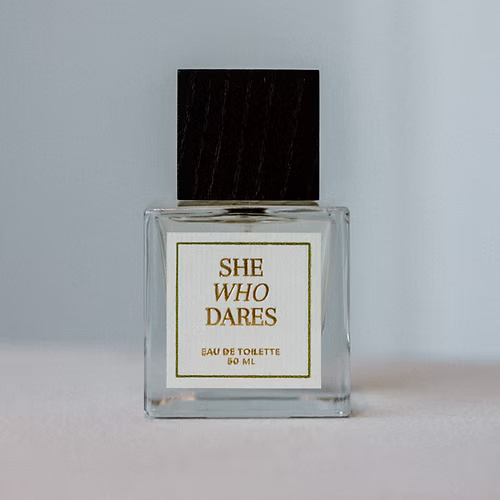 SHE
WHO
DARES
EAU DE TOILETTE
50 ML